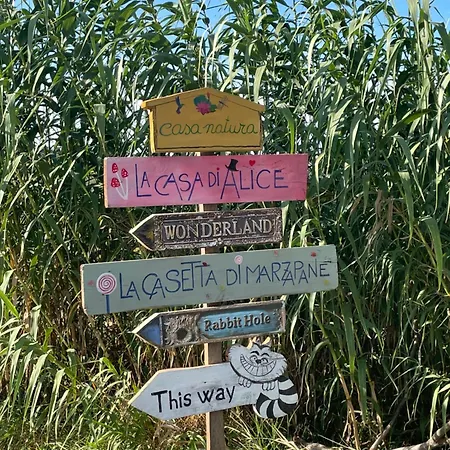 casa natura
LA CASA DI ALICE
WONDERLAND
LA CASETTA DI MARZAPANE
Rabbit Hole
This way